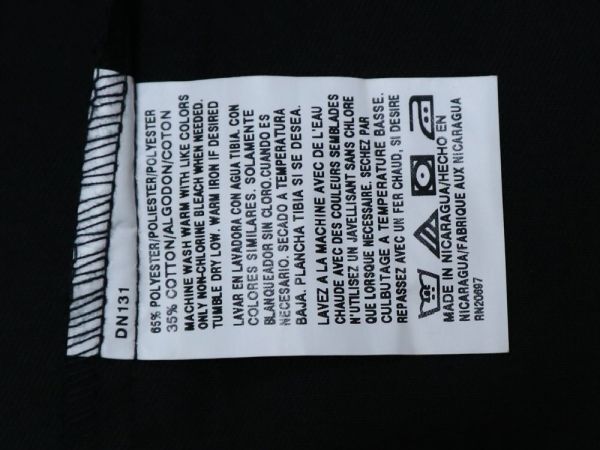 DN131
65% POLYESTER/POLIESTER/POLYESTER
35% COTTON/ALGODON/COTON
MACHINE WASH WARM WITH LIKE COLORS
ONLY NON-CHLORINE BLEACH WHEN NEEDED.
TUMBLE DRY LOW. WARM IRON IF DESIRED
LAVAR EN LAVADORA CON AGUA TIBIA. CON
COLORES SIMILARES. SOLAMENTE
BLANQUEADOR SIN CLORO.CUANDO ES
NECESARIO. SECADO A TEMPERATURA
BAJA. PLANCHA TIBIA SI SE DESEA.
LAVEZ A LA MACHINE AVEC DE L'EAU
CHAUDE AVEC DES COULEURS SEMBLADES
N'UTILISEZ UN JAVELLISANT SANS CHLORE
QUE LORSQUE NECESSAIRE. SECHEZ PAR
CULBUTAGE A TEMPERATURE BASSE.
REPASSEZ AVEC UN FER CHAUD, SI DESIRE
MADE IN NICARAGUA/HECHO EN
NICARAGUA/FABRIQUE AUX NICARAGUA
RN20697